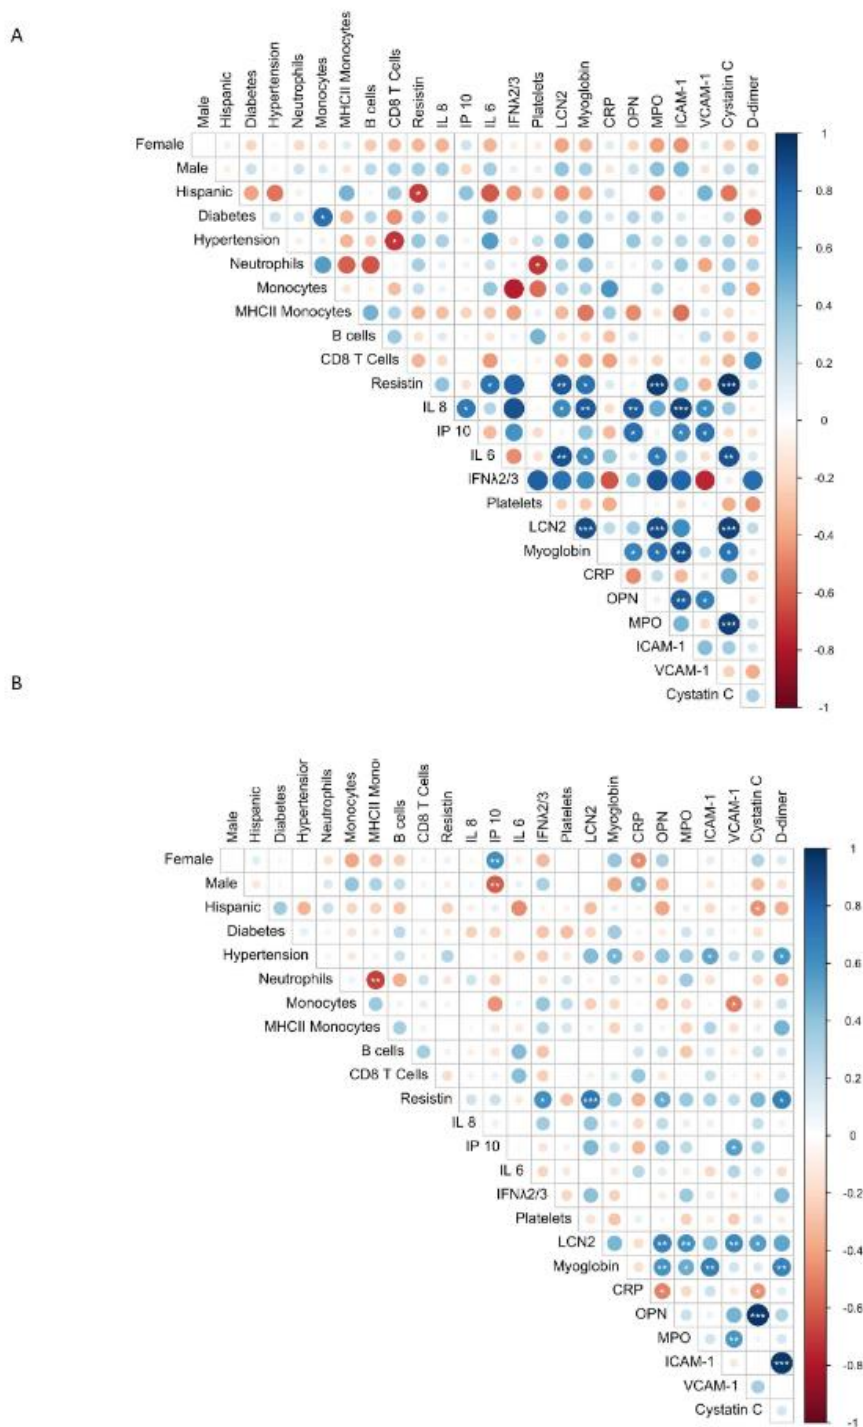 A
Male
Hispanic
Diabetes
Hypertension
Neutrophils
Monocytes
MHCII Monocytes
B cells
CD8 T Cells
Resistin
IL 8
IP 10
IL 6
IFNλ2/3
Platelets
LCN2
Myoglobin
CRP
OPN
MPO
ICAM-1
VCAM-1
Cystatin C
D-dimer
Female
Male
Hispanic
*
Diabetes
*
Hypertension
*
Neutrophils
*
Monocytes
MHCII Monocytes
B cells
CD8 T Cells
Resistin
* ** * *** ***
IL 8
* * ** ** *** *
IP 10
* * *
IL 6
** * * **
IFNλ2/3
Platelets
LCN2
*** *** ***
Myoglobin
* * ** *
CRP
OPN
** *
MPO
***
ICAM-1
VCAM-1
Cystatin C
1
0.8
0.6
0.4
0.2
0
-0.2
-0.4
-0.6
-0.8
-1
B
Male
Hispanic
Diabetes
Hypertension
Neutrophils
Monocytes
MHCII Mono
B cells
CD8 T Cells
Resistin
IL 8
IP 10
IL 6
IFNλ2/3
Platelets
LCN2
Myoglobin
CRP
OPN
MPO
ICAM-1
VCAM-1
Cystatin C
D-dimer
Female
** *
Male
** *
Hispanic
*
Diabetes
Hypertension
* * *
Neutrophils
**
Monocytes
*
MHCII Monocytes
B cells
CD8 T Cells
Resistin
* *** * *
IL 8
IP 10
*
IL 6
IFNλ2/3
Platelets
LCN2
** ** ** *
Myoglobin
** * ** **
CRP
* *
OPN
***
MPO
**
ICAM-1
***
VCAM-1
Cystatin C
1
0.8
0.6
0.4
0.2
0
-0.2
-0.4
-0.6
-0.8
-1